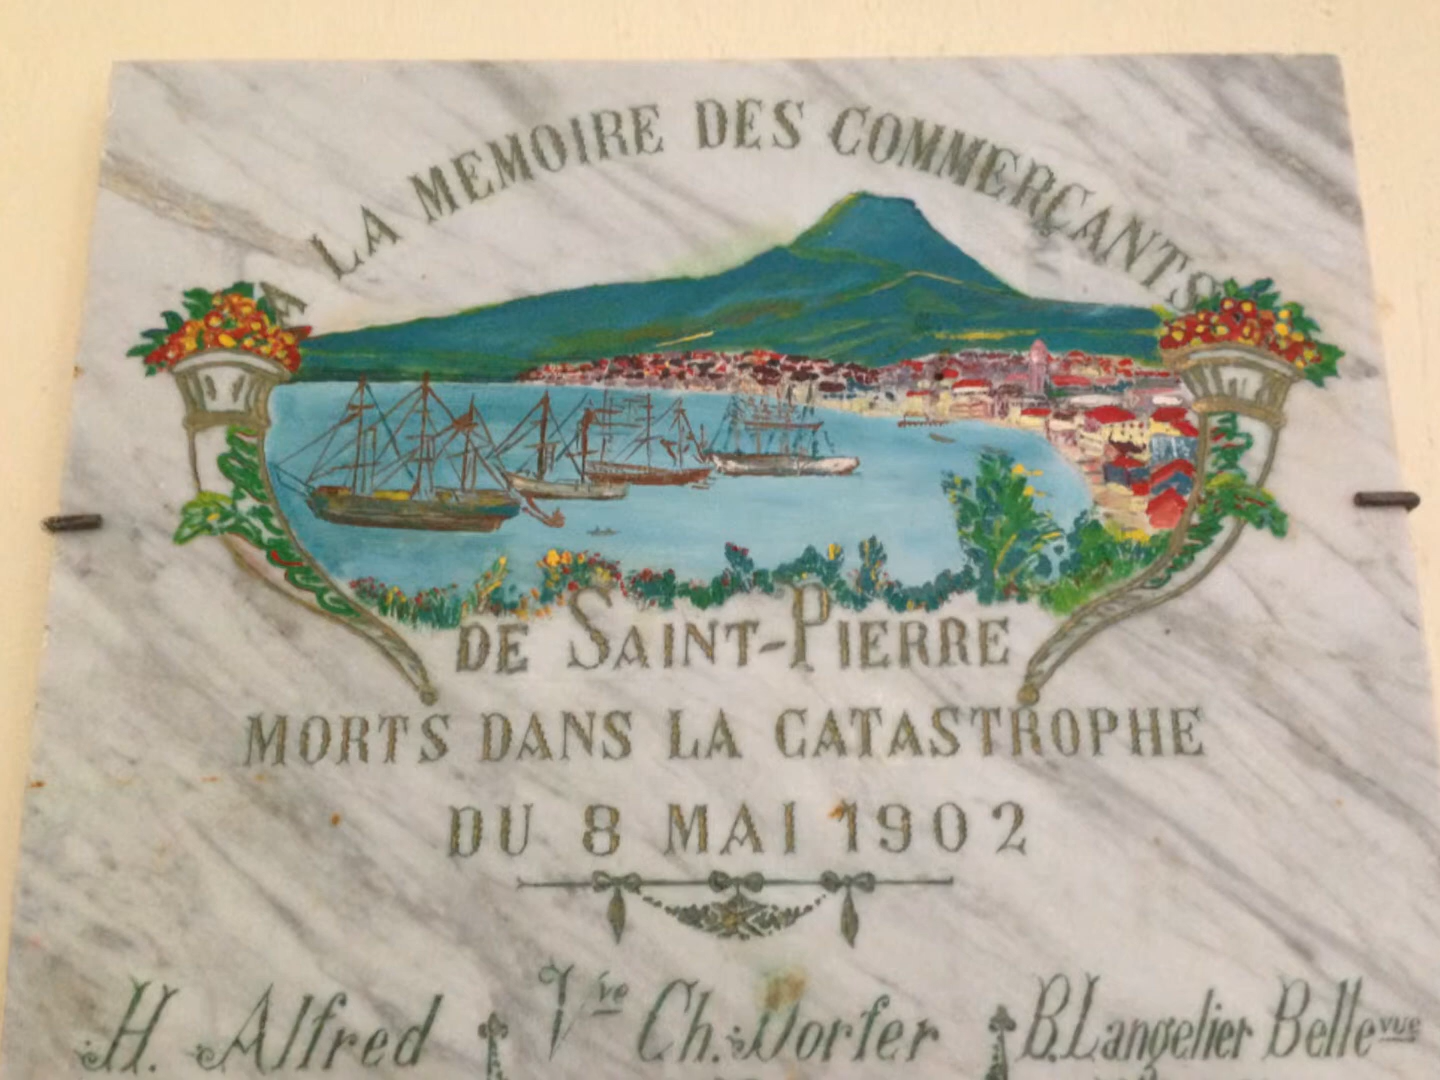 A LA MEMOIRE DES COMMERÇANTS
DE SAINT-PIERRE
MORTS DANS LA CATASTROPHE
DU 8 MAI 1902
H. Alfred
Vve Ch. Dorfer
B. Langelier Bellevue